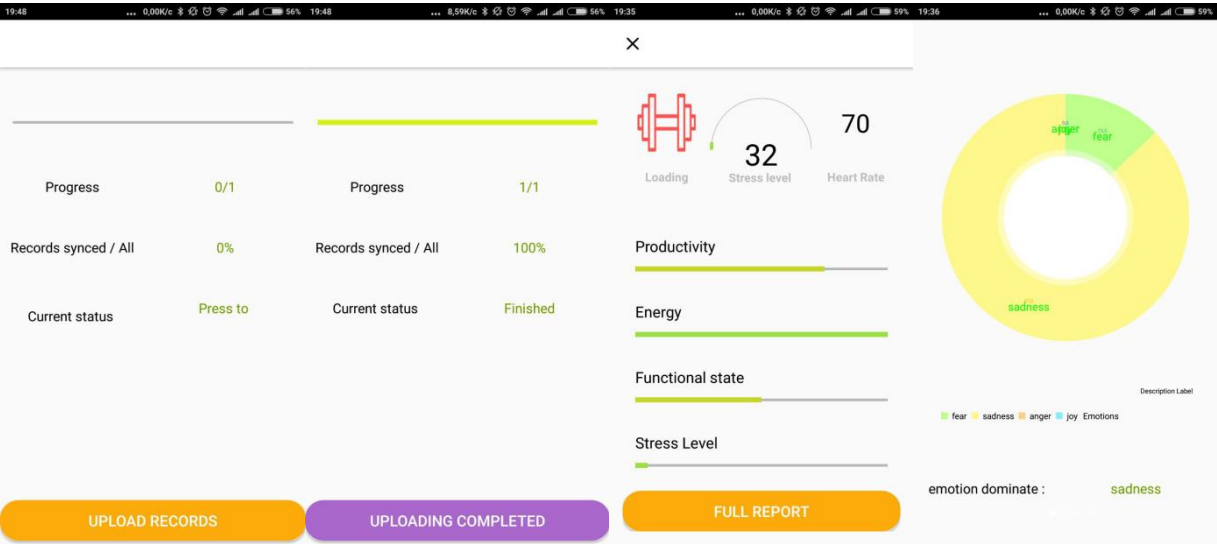 19:48 ... 0,00K/c 56%
Progress 0/1
Records synced / All 0%
Current status Press to
UPLOAD RECORDS
19:48 ... 8,59K/c 56%
Progress 1/1
Records synced / All 100%
Current status Finished
UPLOADING COMPLETED
19:35 ... 0,00K/c 59%
70
32
Loading Stress level Heart Rate
Productivity
Energy
Functional state
Stress Level
FULL REPORT
19:36 ... 0,00K/c 59%
anger
fear
sadness
Description Label
fear sadness anger joy Emotions
emotion dominate : sadness